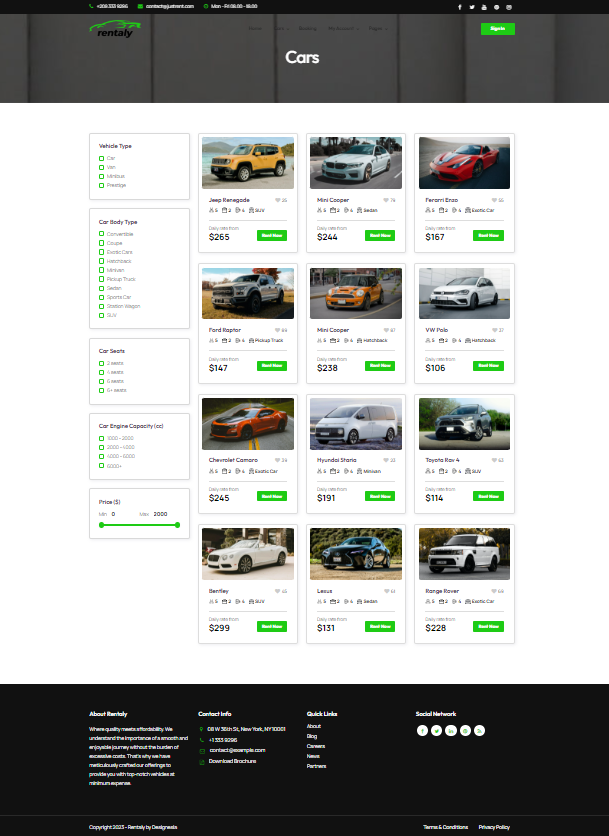 +208 333 9296 contact@justrent.com Mon - Fri 08.00 - 18.00
rentaly
Home Cars Booking My Account Pages
Sign In
Cars
Vehicle Type
Car
Van
Minibus
Prestige
Car Body Type
Convertible
Coupe
Exotic Cars
Hatchback
Minivan
Pickup Truck
Sedan
Sports Car
Station Wagon
SUV
Car Seats
2 seats
4 seats
6 seats
6+ seats
Car Engine Capacity (cc)
1000 - 2000
2000 - 4000
4000 - 6000
6000+
Price ($)
Min 0 Max 2000
Jeep Renegade 25
5 2 4 SUV
Daily rate from
$265 Rent Now
Mini Cooper 79
5 2 4 Sedan
Daily rate from
$244 Rent Now
Ferarri Enzo 55
5 2 4 Exotic Car
Daily rate from
$167 Rent Now
Ford Raptor 89
5 2 4 Pickup Truck
Daily rate from
$147 Rent Now
Mini Cooper 87
5 2 4 Hatchback
Daily rate from
$238 Rent Now
VW Polo 37
5 2 4 Hatchback
Daily rate from
$106 Rent Now
Chevrolet Camaro
5 2 4 Exotic Car
Daily rate from
$245 Rent Now
Hyundai Staria
5 2 4 Minivan
Daily rate from
$191 Rent Now
Toyota Rav 4
5 2 4 SUV
Daily rate from
$114 Rent Now
Bentley
5 2 4 SUV
Daily rate from
$299 Rent Now
Lexus
5 2 4 Sedan
Daily rate from
$131 Rent Now
Range Rover
5 2 4 Exotic Car
Daily rate from
$228 Rent Now
About Rentaly
Where quality meets affordability. We
understand the importance of a smooth and
enjoyable journey without the burden of
excessive costs. That's why we have
meticulously crafted our offerings to
provide you with top-notch vehicles at
minimum expense.
Contact Info
08 W 36th St, New York, NY 10001
+1 333 9296
contact@example.com
Download Brochure
Quick Links
About
Blog
Careers
News
Partners
Social Network
Copyright 2023 - Rentaly by Designesia
Terms & Conditions Privacy Policy